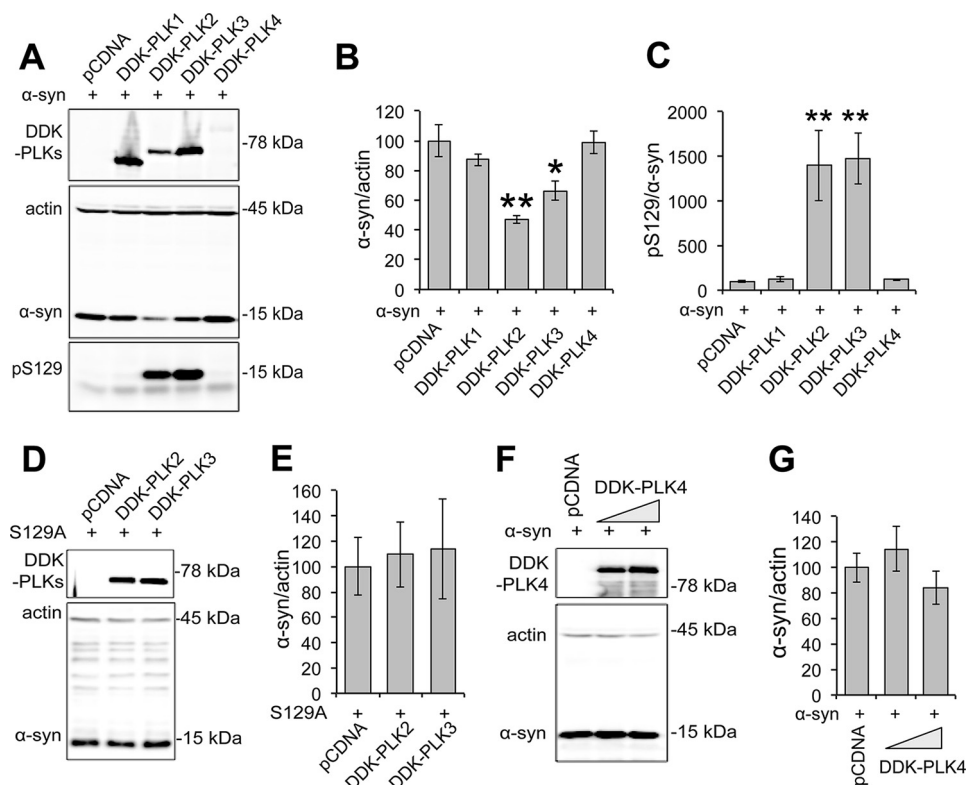 A
pCDNA
DDK-PLK1
DDK-PLK2
DDK-PLK3
DDK-PLK4
α-syn + + + + +
DDK
-PLKs
-78 kDa
actin
-45 kDa
α-syn
-15 kDa
pS129
-15 kDa
B
α-syn/actin
120
100
80
60
40
20
0
**
*
α-syn + + + + +
pCDNA
DDK-PLK1
DDK-PLK2
DDK-PLK3
DDK-PLK4
C
pS129/α-syn
2000
1500
1000
500
0
** **
α-syn + + + + +
pCDNA
DDK-PLK1
DDK-PLK2
DDK-PLK3
DDK-PLK4
D
pCDNA
DDK-PLK2
DDK-PLK3
S129A + + +
DDK
-PLKs
-78 kDa
actin
-45 kDa
α-syn
-15 kDa
E
α-syn/actin
180
160
140
120
100
80
60
40
20
0
S129A + + +
pCDNA
DDK-PLK2
DDK-PLK3
F
pCDNA
DDK-PLK4
α-syn + + +
DDK
-PLK4
-78 kDa
actin
-45 kDa
α-syn
-15 kDa
G
α-syn/actin
140
120
100
80
60
40
20
0
α-syn + + +
pCDNA
DDK-PLK4